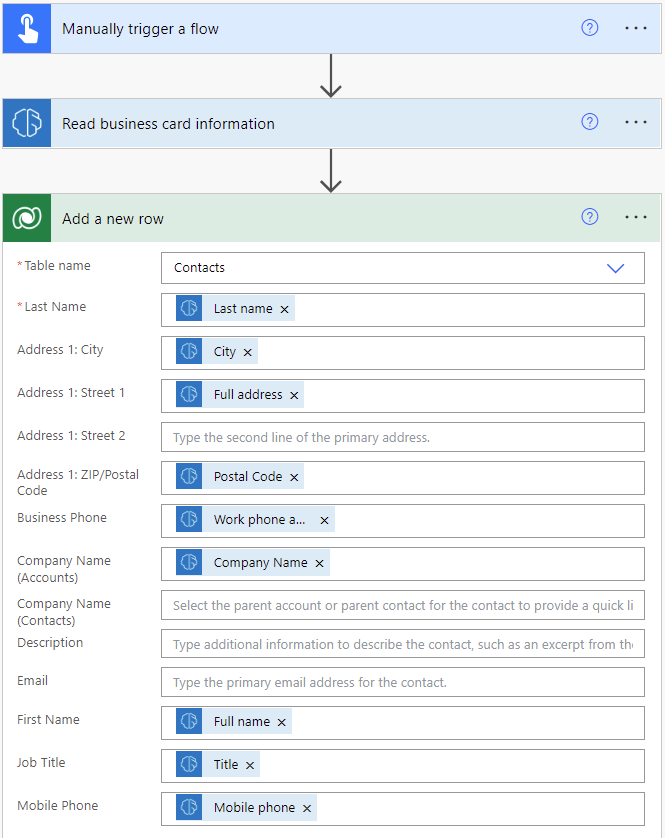 Manually trigger a flow
Read business card information
Add a new row
* Table name
Contacts
* Last Name
Last name
Address 1: City
City
Address 1: Street 1
Full address
Address 1: Street 2
Type the second line of the primary address.
Address 1: ZIP/Postal
Code
Postal Code
Business Phone
Work phone a...
Company Name
(Accounts)
Company Name
Company Name
(Contacts)
Select the parent account or parent contact for the contact to provide a quick li
Description
Type additional information to describe the contact, such as an excerpt from the
Email
Type the primary email address for the contact.
First Name
Full name
Job Title
Title
Mobile Phone
Mobile phone